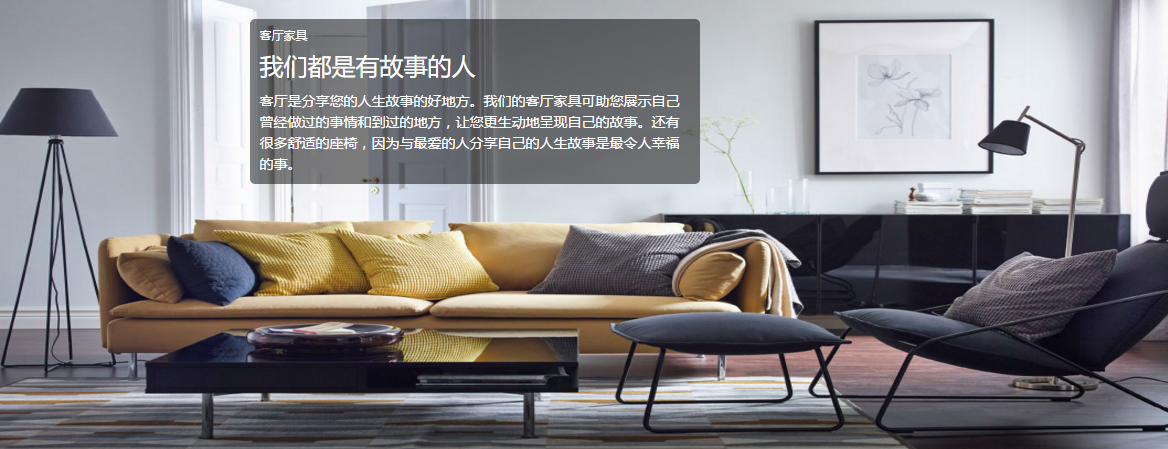 客厅家具
我们都是有故事的人
客厅是分享您的人生故事的好地方。我们的客厅家具可助您展示自己
曾经做过的事情和到过的地方，让您更生动地呈现自己的故事。还有
很多舒适的座椅，因为与最爱的人分享自己的人生故事是最令人幸福
的事。